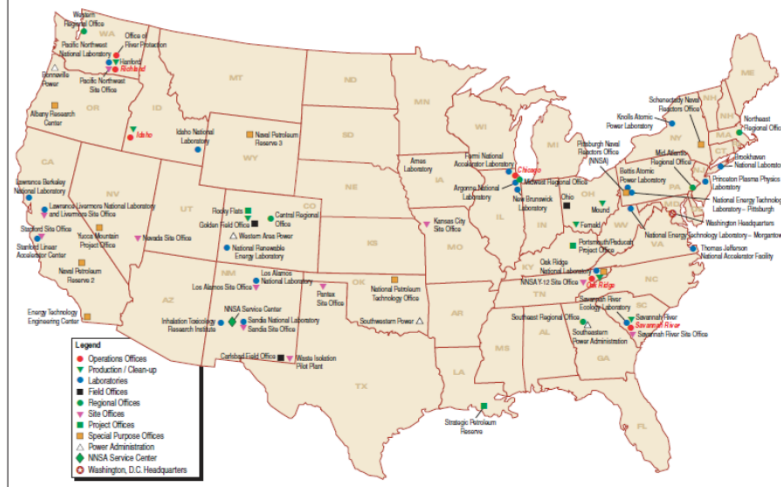 Western
Regional Office
WA
Pacific Northwest
National Laboratory
Office of
River Protection
Hanford
Richland
Pacific Northwest
Site Office
Bonneville
Power
OR
Albany Research
Center
ID
Idaho
Idaho National
Laboratory
MT
ND
SD
WY
Naval Petroleum
Reserve 3
NE
MN
WI
MI
IA
Ames
Laboratory
Fermi National
Accelerator Laboratory
Chicago
Argonne National
Laboratory
Midwest Regional Office
New Brunswick
Laboratory
IL
IN
OH
Ohio
Mound
Fernald
Portsmouth/Paducah
Project Office
Pittsburgh Naval
Reactors Office
(NNSA)
Bettis Atomic
Power Laboratory
Knolls Atomic
Power Laboratory
Schenectady Naval
Reactors Office
Mid-Atlantic
Regional Office
ME
NH
NH
MA
CT
NY
NJ
PA
MD
Northeast
Regional Offic
Brookhaven
National Laborato
Princeton Plasma Physics
Laboratory
National Energy Technolog
Laboratory – Pittsburgh
Washington Headquarters
National Energy Technology Laboratory – Morgantow
Thomas Jefferson
National Accelerator Facility
WV
VA
KY
NC
Oak Ridge
National Laboratory
NNSA Y-12 Site Office
Oak Ridge
Savannah River
Ecology Laboratory
SC
Savannah River
Savannah River
Savannah River Site Office
Southeast Regional Office
Southeastern
Power Administration
TN
AL
GA
FL
MS
LA
AR
MO
Kansas City
Site Office
KS
OK
National Petroleum
Technology Office
Southwestern Power
TX
Strategic Petroleum
Reserve
CA
NV
UT
CO
AZ
NM
Lawrence Berkeley
National Laboratory
Lawrence Livermore National Laboratory
and Livermore Site Office
Stanford Site Office
Stanford Linear
Accelerator Center
Yucca Mountain
Project Office
Nevada Site Office
Naval Petroleum
Reserve 2
Energy Technology
Engineering Center
Rocky Flats
Golden Field Office
Central Regional
Office
Western Area Power
National Renewable
Energy Laboratory
Los Alamos
National Laboratory
Los Alamos Site Office
Pantex
Site Office
NNSA Service Center
Inhalation Toxicology
Research Institute
Sandia National Laboratory
Sandia Site Office
Carlsbad Field Office
Waste Isolation
Pilot Plant
Legend
Operations Offices
Production / Clean-up
Laboratories
Field Offices
Regional Offices
Site Offices
Project Offices
Special Purpose Offices
Power Administration
NNSA Service Center
Washington, D.C. Headquarters